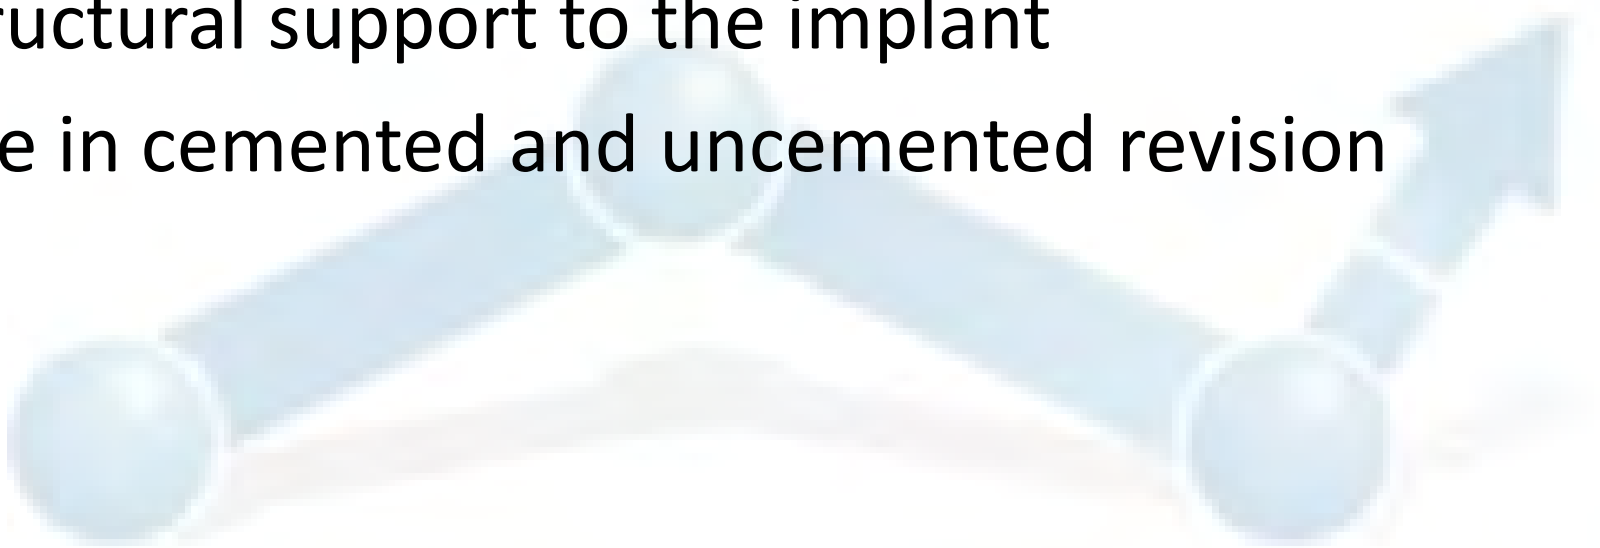 ructural support to the implant
e in cemented and uncemented revision